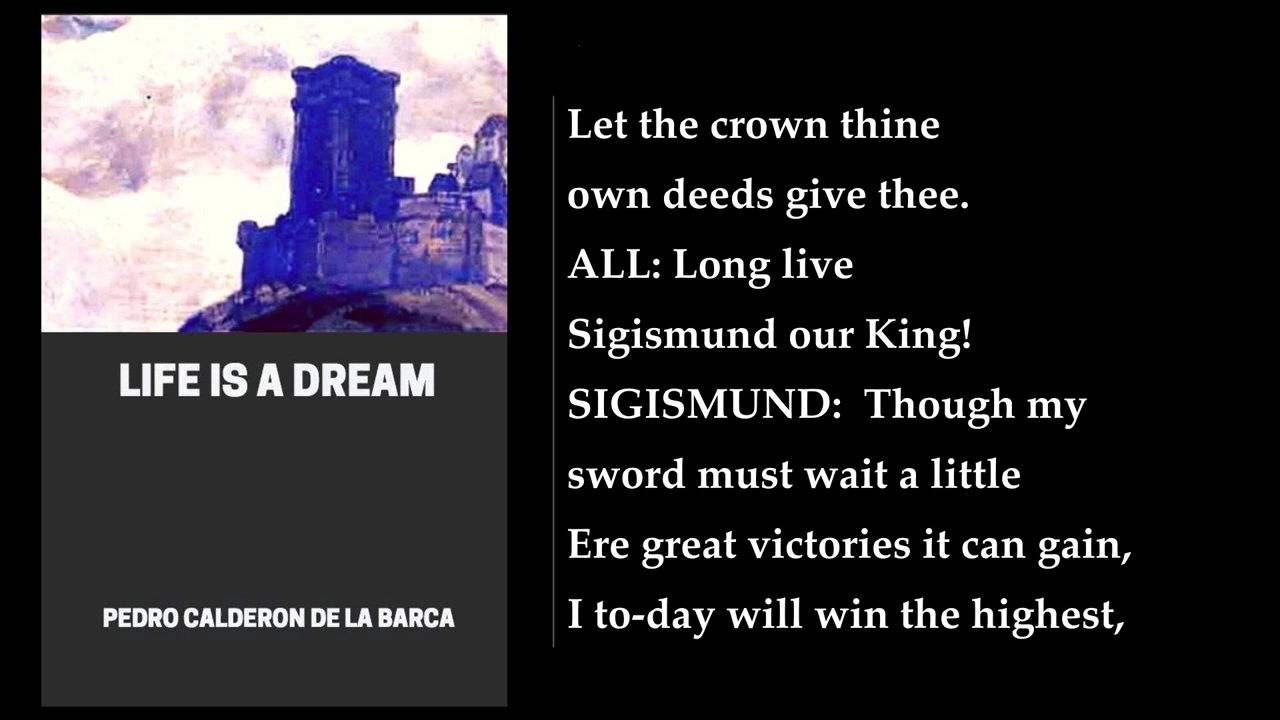 LIFE IS A DREAM
PEDRO CALDERON DE LA BARCA
Let the crown thine
own deeds give thee.
ALL: Long live
Sigismund our King!
SIGISMUND:  Though my
sword must wait a little
Ere great victories it can gain,
I to-day will win the highest,